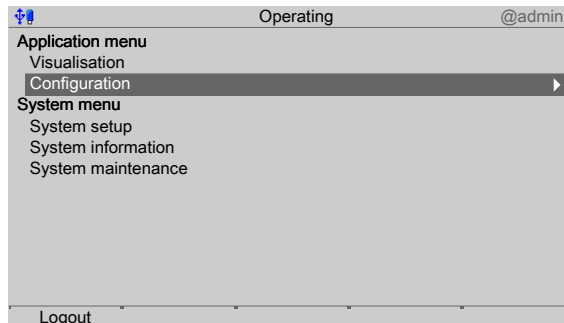 Operating @admin
Application menu
Visualisation
Configuration
System menu
System setup
System information
System maintenance
Logout